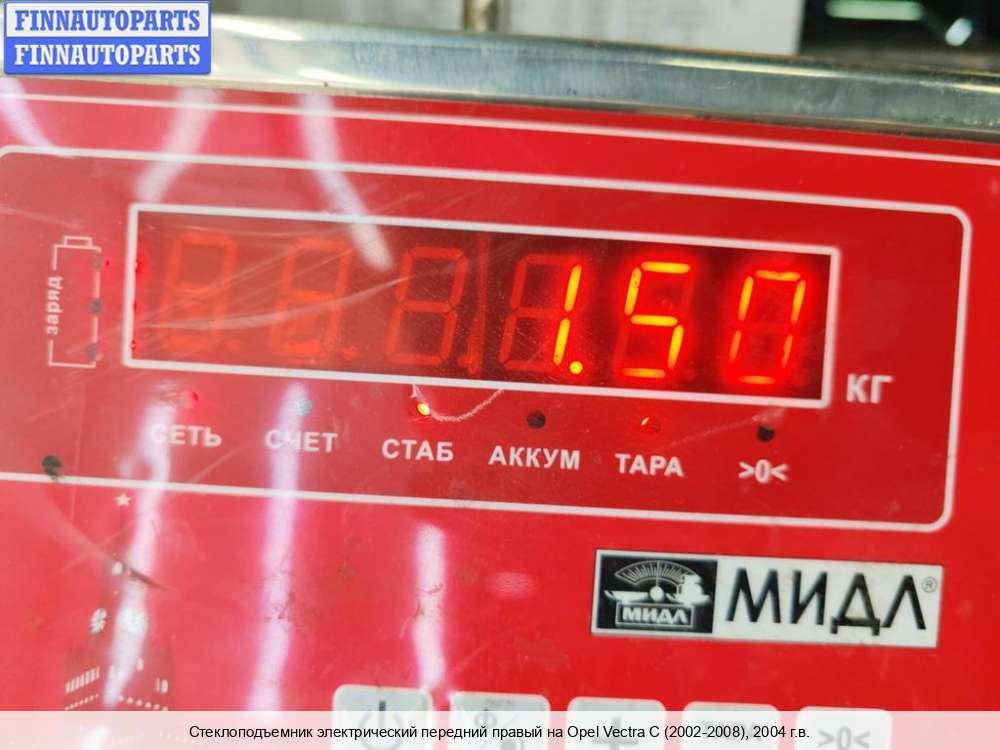 FINNAUTOPARTS
FINNAUTOPARTS
заряд
1.50
КГ
СЕТЬ
СЧЕТ
СТАБ
АККУМ
ТАРА
>0<
МИДЛ
МИДЛ®
>0<
Стеклоподъемник электрический передний правый на Opel Vectra C (2002-2008), 2004 г.в.